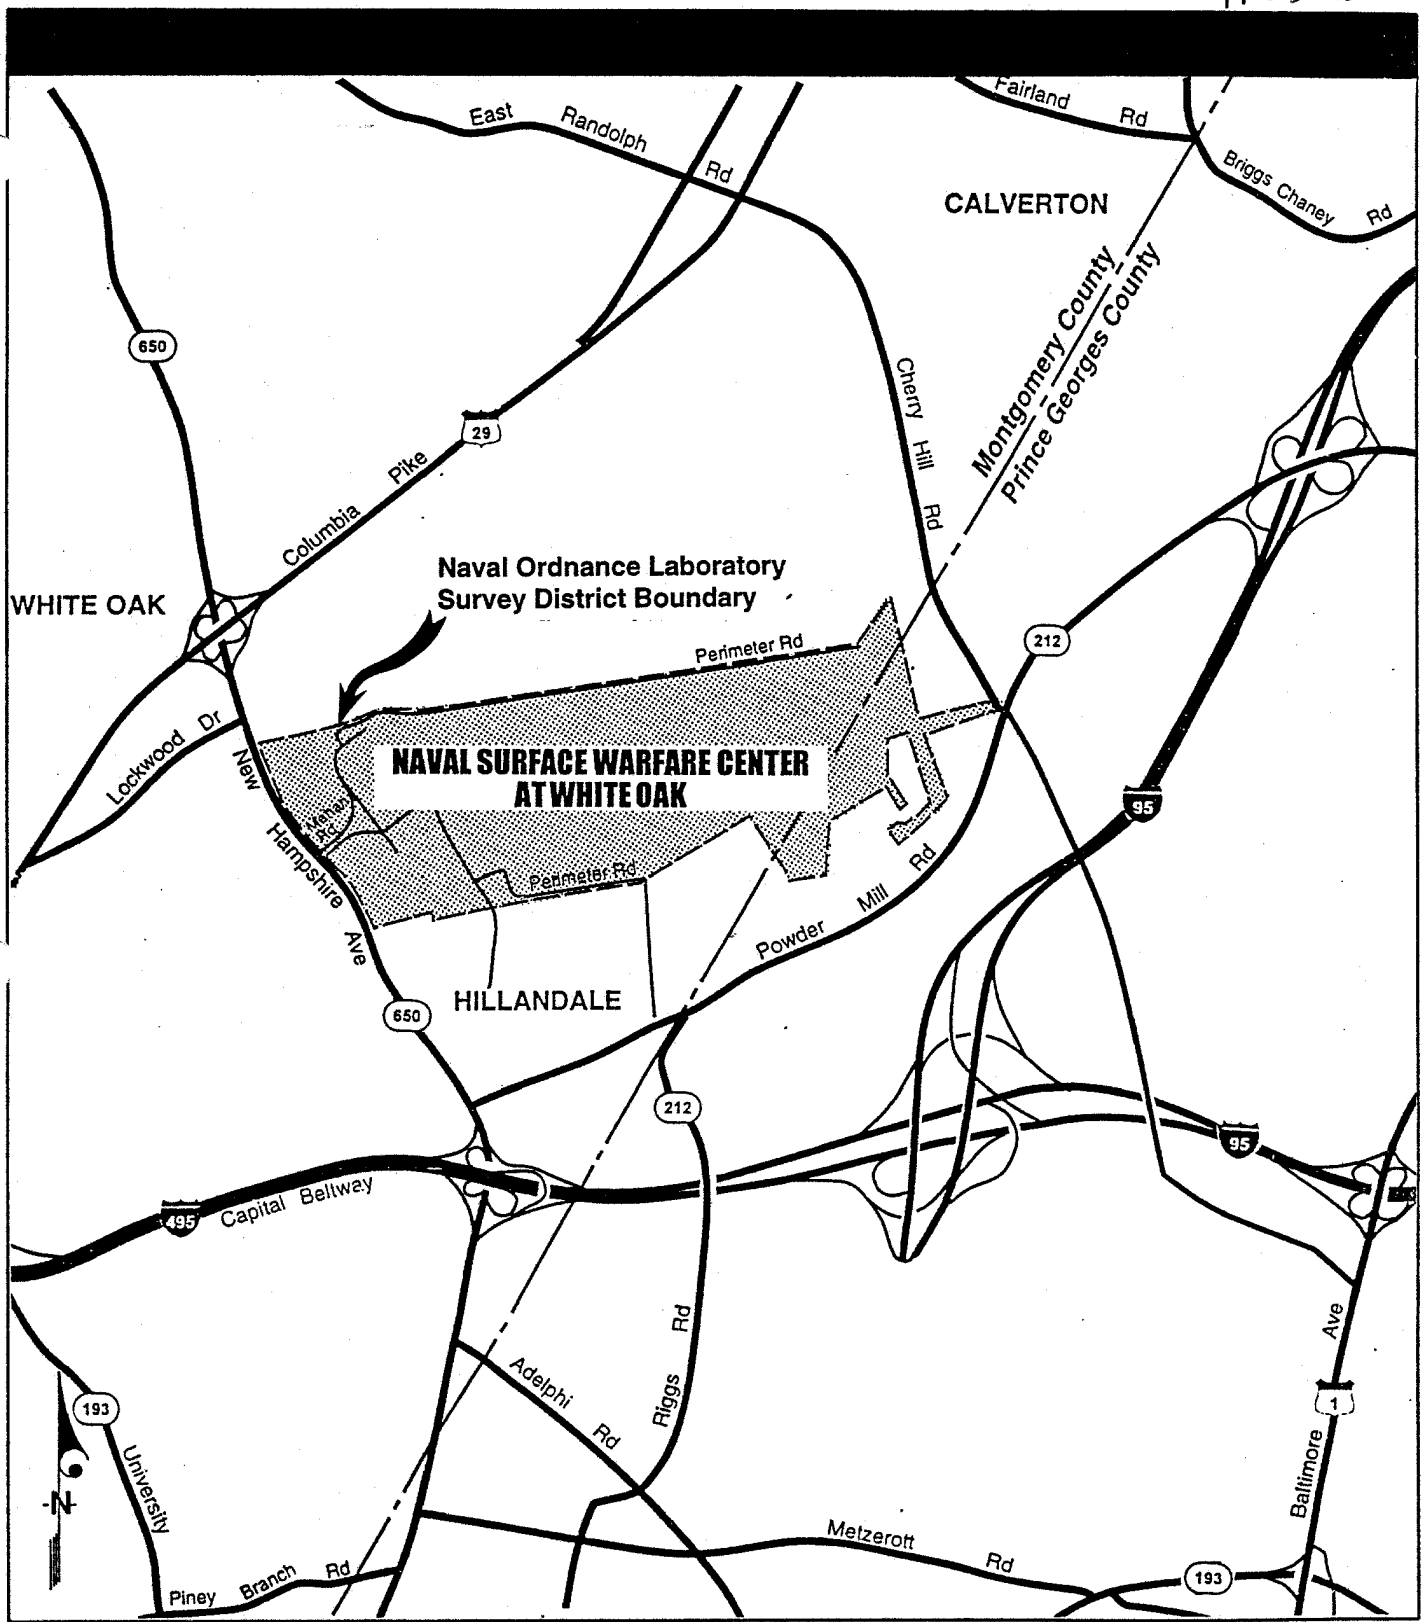 East Randolph Rd
Fairland Rd
Briggs Chaney Rd
CALVERTON
Montgomery County
Prince Georges County
650
29
Columbia Pike
Cherry Hill Rd
Naval Ordnance Laboratory
Survey District Boundary
WHITE OAK
212
Perimeter Rd
Lockwood Dr
New Hampshire Ave
NAVAL SURFACE WARFARE CENTER
AT WHITE OAK
Mahan
Rd
95
Perimeter Rd
Powder Mill Rd
HILLANDALE
650
212
95
495
Capital Beltway
Riggs Rd
Adelphi Rd
193
University
-N-
Baltimore Ave
1
Metzerott Rd
193
Piney Branch Rd